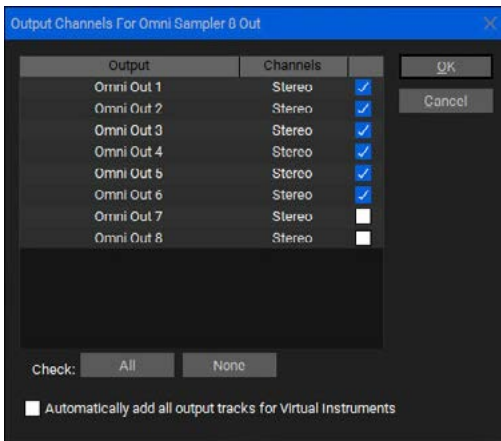 Output Channels For Omni Sampler 8 Out
Output Channels
OK
Omni Out 1 Stereo
Omni Out 2 Stereo
Cancel
Omni Out 3 Stereo
Omni Out 4 Stereo
Omni Out 5 Stereo
Omni Out 6 Stereo
Omni Out 7 Stereo
Omni Out 8 Stereo
Check: All None
Automatically add all output tracks for Virtual Instruments